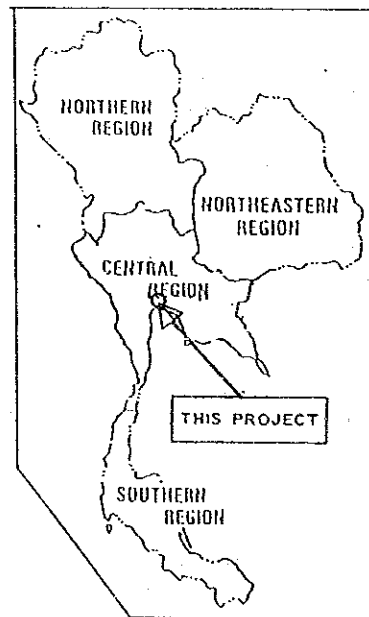 NORTHERN
REGION
NORTHEASTERN
REGION
CENTRAL
REGION
THIS PROJECT
SOUTHERN
REGION